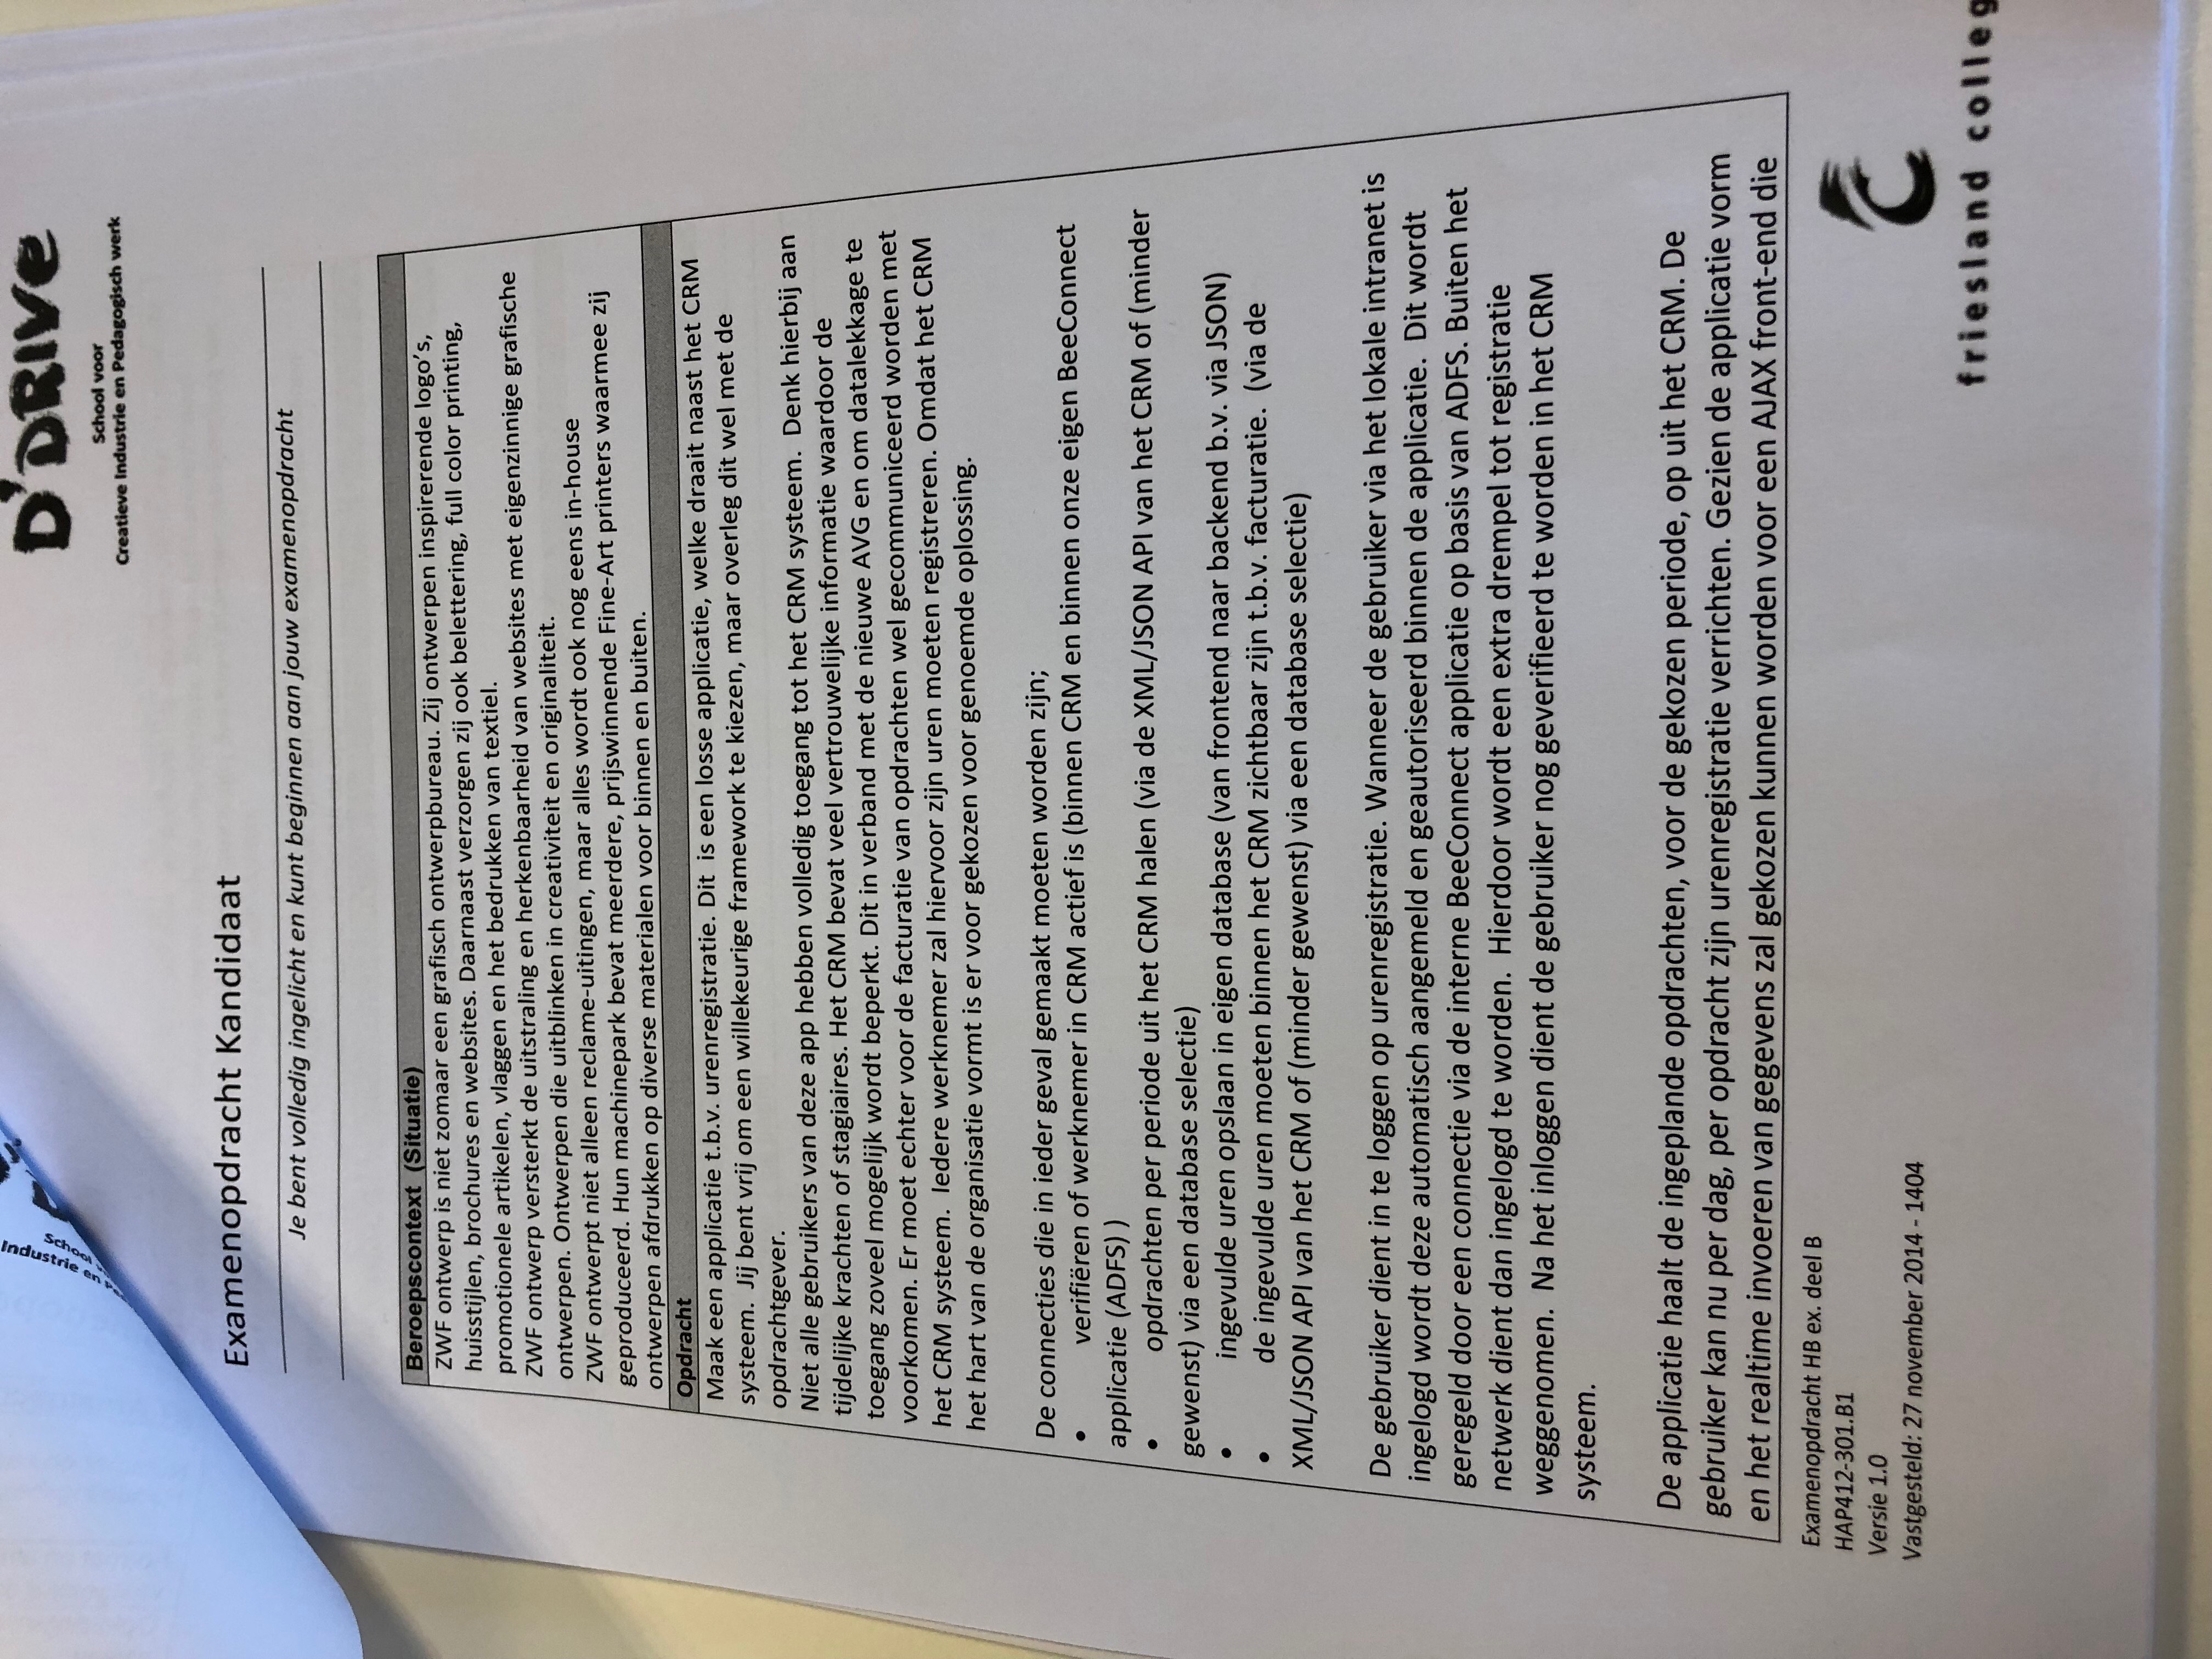 School
Industrie en
D'DRIVE
School voor
Creatieve Industrie en Pedagogisch werk
Examenopdracht Kandidaat
Je bent volledig ingelicht en kunt beginnen aan jouw examenopdracht
Beroepscontext (Situatie)
ZWF ontwerp is niet zomaar een grafisch ontwerpbureau. Zij ontwerpen inspirerende logo's,
huisstijlen, brochures en websites. Daarnaast verzorgen zij ook belettering, full color printing,
promotionele artikelen, vlaggen en het bedrukken van textiel.
ZWF ontwerp versterkt de uitstraling en herkenbaarheid van websites met eigenzinnige grafische
ontwerpen. Ontwerpen die uitblinken in creativiteit en originaliteit.
ZWF ontwerpt niet alleen reclame-uitingen, maar alles wordt ook nog eens in-house
geproduceerd. Hun machinepark bevat meerdere, prijswinnende Fine-Art printers waarmee zij
ontwerpen afdrukken op diverse materialen voor binnen en buiten.
Opdracht
Maak een applicatie t.b.v. urenregistratie. Dit is een losse applicatie, welke draait naast het CRM
systeem. Jij bent vrij om een willekeurige framework te kiezen, maar overleg dit wel met de
opdrachtgever.
Niet alle gebruikers van deze app hebben volledig toegang tot het CRM systeem. Denk hierbij aan
tijdelijke krachten of stagiaires. Het CRM bevat veel vertrouwelijke informatie waardoor de
toegang zoveel mogelijk wordt beperkt. Dit in verband met de nieuwe AVG en om datalekkage te
voorkomen. Er moet echter voor de facturatie van opdrachten wel gecommuniceerd worden met
het CRM systeem. Iedere werknemer zal hiervoor zijn uren moeten registreren. Omdat het CRM
het hart van de organisatie vormt is er voor gekozen voor genoemde oplossing.
De connecties die in ieder geval gemaakt moeten worden zijn;
• verifiëren of werknemer in CRM actief is (binnen CRM en binnen onze eigen BeeConnect
applicatie (ADFS) )
• opdrachten per periode uit het CRM halen (via de XML/JSON API van het CRM of (minder
gewenst) via een database selectie)
• ingevulde uren opslaan in eigen database (van frontend naar backend b.v. via JSON)
• de ingevulde uren moeten binnen het CRM zichtbaar zijn t.b.v. facturatie. (via de
XML/JSON API van het CRM of (minder gewenst) via een database selectie)
De gebruiker dient in te loggen op urenregistratie. Wanneer de gebruiker via het lokale intranet is
ingelogd wordt deze automatisch aangemeld en geautoriseerd binnen de applicatie. Dit wordt
geregeld door een connectie via de interne BeeConnect applicatie op basis van ADFS. Buiten het
netwerk dient dan ingelogd te worden. Hierdoor wordt een extra drempel tot registratie
weggenomen. Na het inloggen dient de gebruiker nog geverifieerd te worden in het CRM
systeem.
De applicatie haalt de ingeplande opdrachten, voor de gekozen periode, op uit het CRM. De
gebruiker kan nu per dag, per opdracht zijn urenregistratie verrichten. Gezien de applicatie vorm
en het realtime invoeren van gegevens zal gekozen kunnen worden voor een AJAX front-end die
Examenopdracht HB ex. deel B
HAP412-301.B1
Versie 1.0
Vastgesteld: 27 november 2014 - 1404
friesland colleg